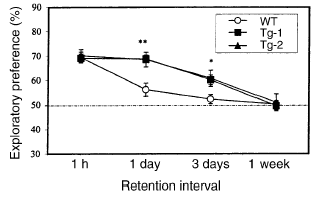 Exploratory preference (%)
90
80
70
60
50
40
30
WT
Tg-1
Tg-2
**
*
1 h
1 day
3 days
1 week
Retention interval